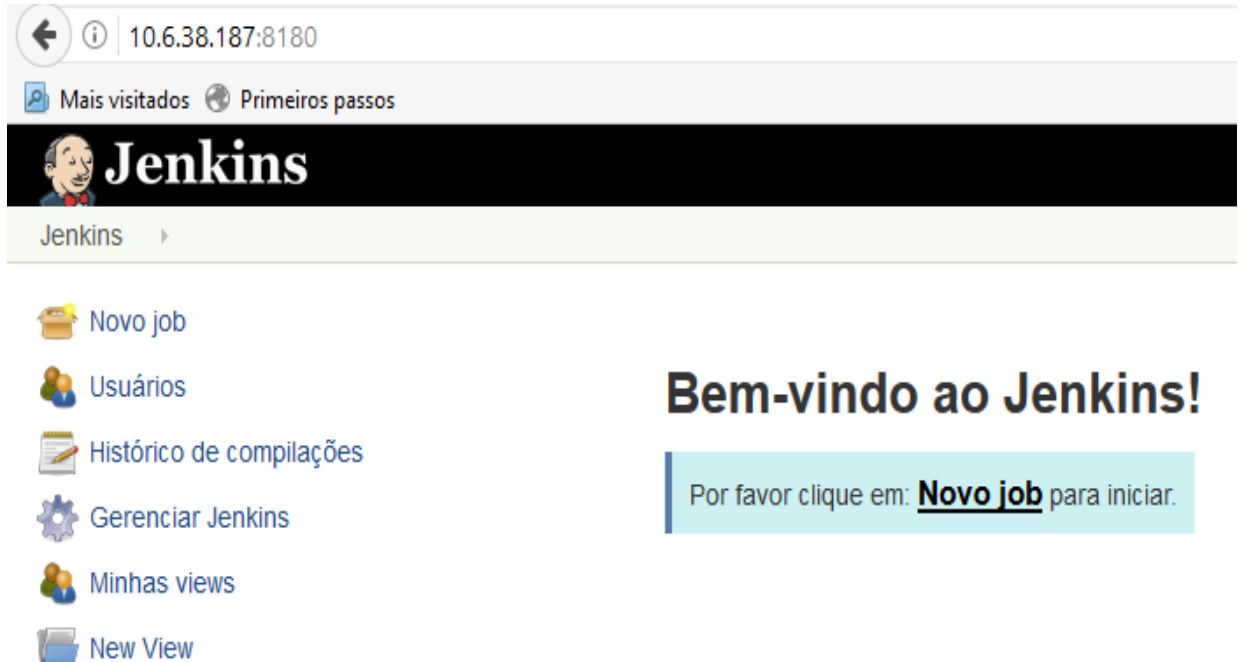 10.6.38.187:8180
Mais visitados Primeiros passos
Jenkins
Jenkins
Novo job
Usuários
Histórico de compilações
Gerenciar Jenkins
Minhas views
New View
Bem-vindo ao Jenkins!
Por favor clique em: Novo job para iniciar.